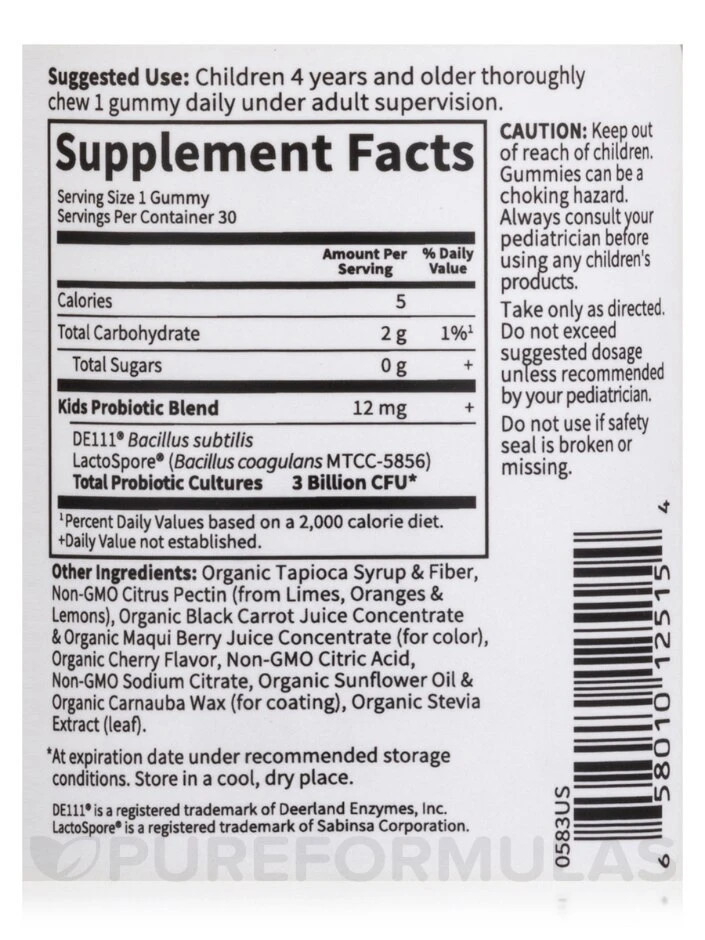 Suggested Use: Children 4 years and older thoroughly
chew 1 gummy daily under adult supervision.
Supplement Facts
Serving Size 1 Gummy
Servings Per Container 30
Amount Per Serving % Daily Value
Calories 5
Total Carbohydrate 2 g 1%¹
Total Sugars 0 g +
Kids Probiotic Blend 12 mg +
DE111® Bacillus subtilis
LactoSpore® (Bacillus coagulans MTCC-5856)
Total Probiotic Cultures 3 Billion CFU*
¹Percent Daily Values based on a 2,000 calorie diet.
+Daily Value not established.
CAUTION: Keep out
of reach of children.
Gummies can be a
choking hazard.
Always consult your
pediatrician before
using any children's
products.
Take only as directed.
Do not exceed
suggested dosage
unless recommended
by your pediatrician.
Do not use if safety
seal is broken or
missing.
Other Ingredients: Organic Tapioca Syrup & Fiber,
Non-GMO Citrus Pectin (from Limes, Oranges &
Lemons), Organic Black Carrot Juice Concentrate
& Organic Maqui Berry Juice Concentrate (for color),
Organic Cherry Flavor, Non-GMO Citric Acid,
Non-GMO Sodium Citrate, Organic Sunflower Oil &
Organic Carnauba Wax (for coating), Organic Stevia
Extract (leaf).
*At expiration date under recommended storage
conditions. Store in a cool, dry place.
DE111® is a registered trademark of Deerland Enzymes, Inc.
LactoSpore® is a registered trademark of Sabinsa Corporation.
0583US
6 58010 12515 4
PUREFORMULAS